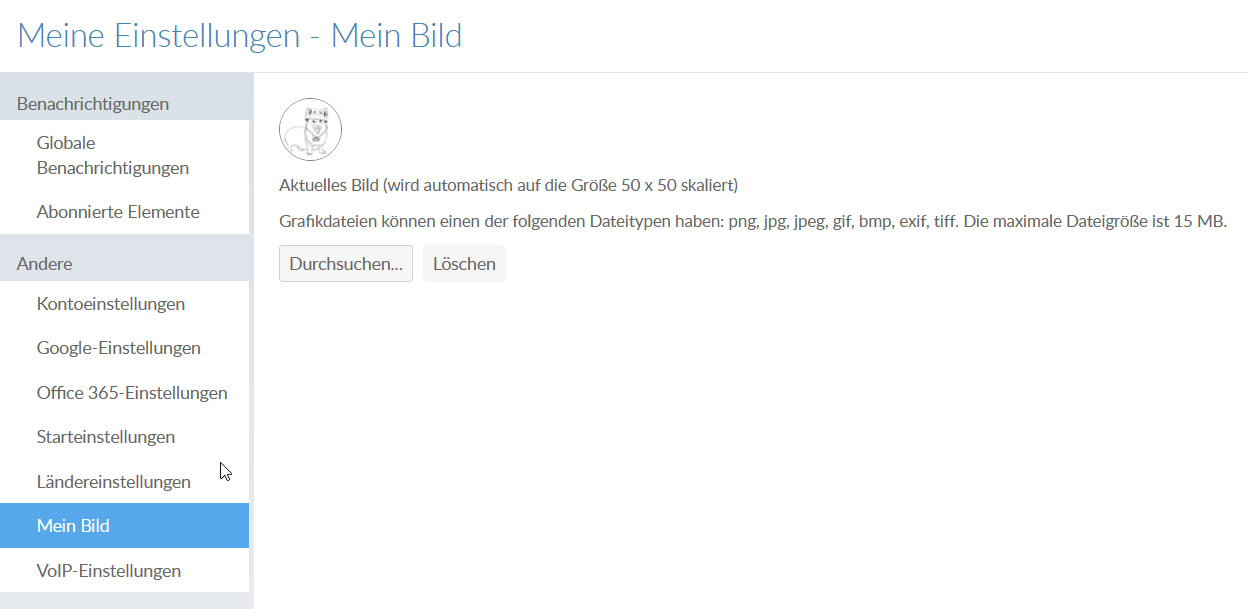 Meine Einstellungen - Mein Bild
Benachrichtigungen
Globale
Benachrichtigungen
Abonnierte Elemente
Andere
Kontoeinstellungen
Google-Einstellungen
Office 365-Einstellungen
Starteinstellungen
Ländereinstellungen
Mein Bild
VoIP-Einstellungen
Aktuelles Bild (wird automatisch auf die Größe 50 x 50 skaliert)
Grafikdateien können einen der folgenden Dateitypen haben: png, jpg, jpeg, gif, bmp, exif, tiff. Die maximale Dateigröße ist 15 MB.
Durchsuchen... Löschen